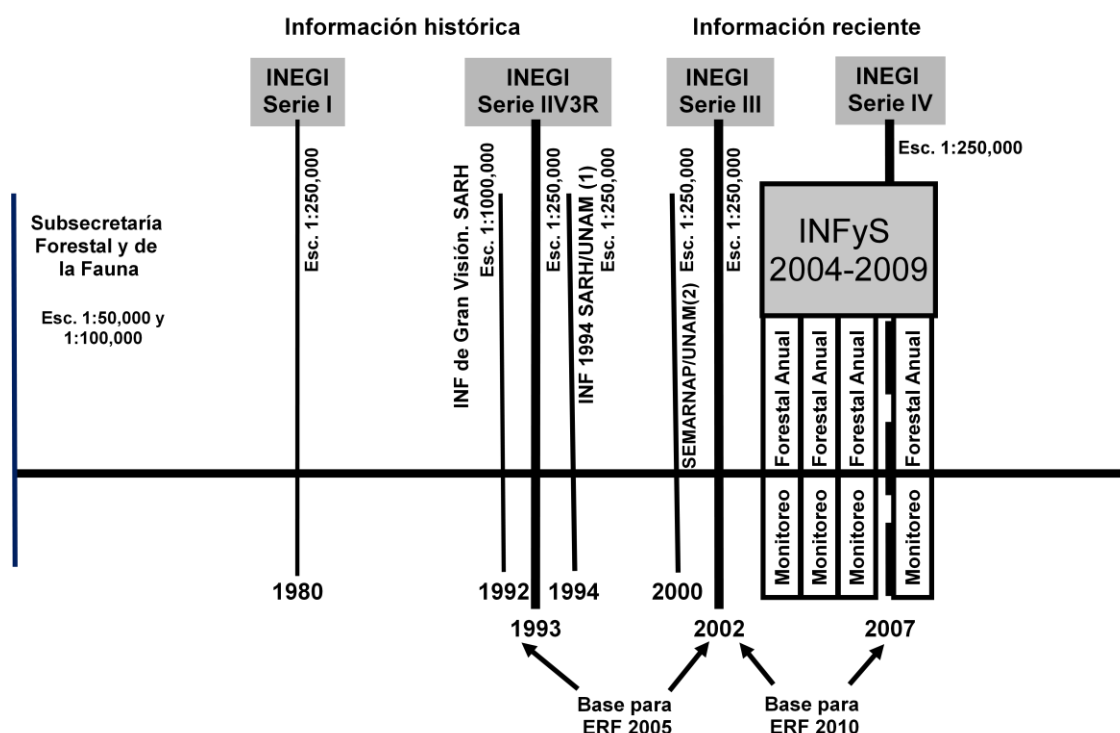 Información histórica
Información reciente
INEGI
Serie I
INEGI
Serie IIV3R
INEGI
Serie III
INEGI
Serie IV
Subsecretaría
Forestal y de
la Fauna
Esc. 1:50,000 y
1:100,000
Esc. 1:250,000
INF de Gran Visión. SARH
Esc. 1:1000,000
Esc. 1:250,000
INF 1994 SARH/UNAM (1)
Esc. 1:250,000
SEMARNAP/UNAM(2)
Esc. 1:250,000
Esc. 1:250,000
Esc. 1:250,000
INFyS
2004-2009
Monitoreo Forestal Anual
Monitoreo Forestal Anual
Monitoreo Forestal Anual
Monitoreo Forestal Anual
1980
1992
1994
2000
1993
2002
2007
Base para
ERF 2005
Base para
ERF 2010